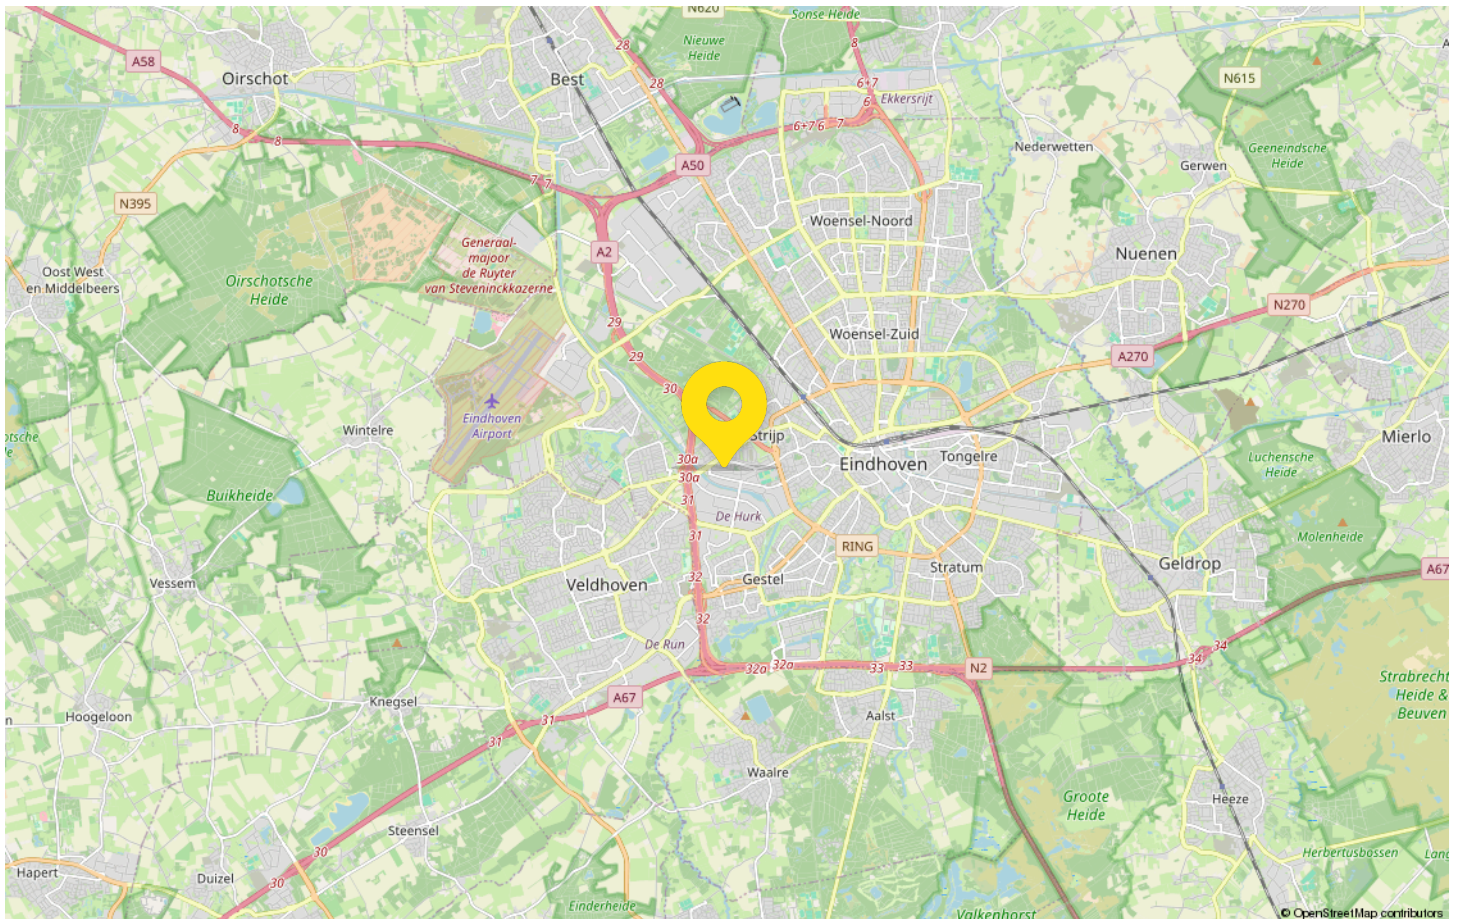 N620
Sonse Heide
28
8
Nieuwe
Heide
A58
Oirschot
Best
28
6+7
6
Ekkersrijt
N615
8
8
6+7 6
7
A50
Nederwetten
Geeneindsche
Heide
Gerwen
7
7
N395
Woensel-Noord
A2
Generaal-
majoor
de Ruyter
van Steveninckkazerne
Nuenen
Oost West
en Middelbeers
Oirschotsche
Heide
N270
29
Woensel-Zuid
29
A270
30
Eindhoven
Airport
Wintelre
Strijp
Mierlo
otsche
de
30a
30a
Eindhoven
Tongelre
Luchensche
Heide
Buikheide
31
De Hurk
31
Molenheide
RING
Vessem
Veldhoven
32
Gestel
Stratum
Geldrop
A67
32
De Run
32a
32a
33
33
N2
34
34
A67
Strabrecht
Heide &
Beuven
n
Hoogeloon
Knegsel
31
31
Aalst
Waalre
Groote
Heide
Heeze
Steensel
30
30
Hapert
Duizel
Herbertusbossen
Lang
Einderheide
Valkenhorst
© OpenStreetMap contributors